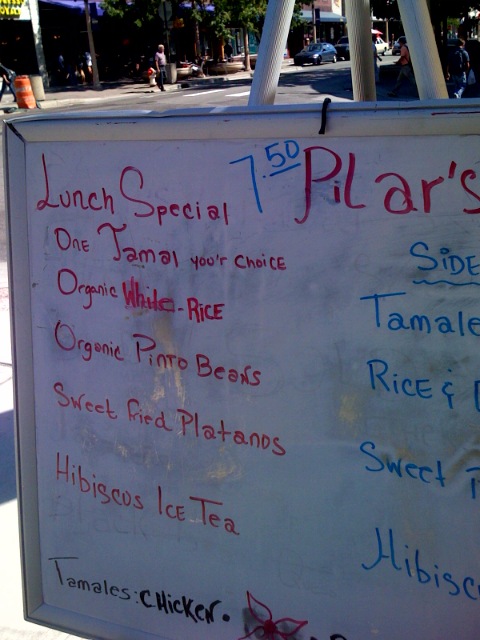 Lunch Special 7.50 Pilar's
One Tamal you'r Choice
Organic White-Rice
Organic Pinto Beans
Sweet fried Platanos
Hibiscus Ice Tea
Tamales: Chicken.
Side
Tamale
Rice &
Sweet
Hibisc